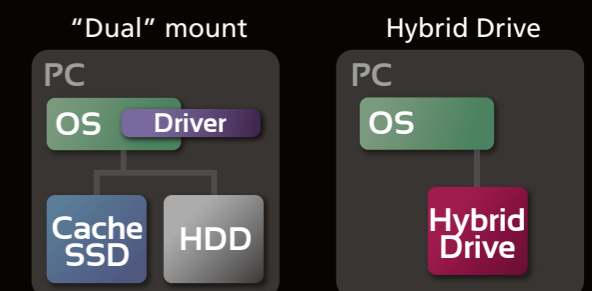 “Dual” mount
PC
OS
Driver
Cache
SSD
HDD
Hybrid Drive
PC
OS
Hybrid
Drive